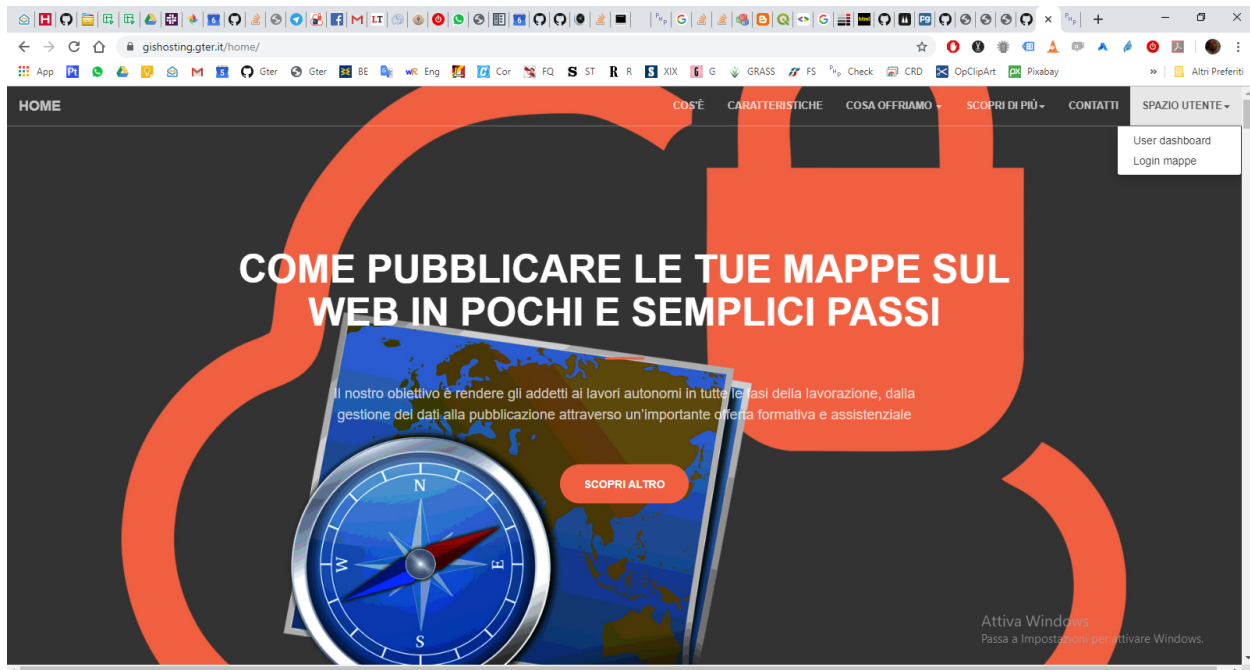 gishosting.gter.it/home/
App
Gter
Gter
BE
Eng
Cor
FQ
ST
R
XIX
G
GRASS
FS
Check
CRD
OpClipArt
Pixabay
»
Altri Preferiti
HOME
COS'È
CARATTERISTICHE
COSA OFFRIAMO
SCOPRI DI PIÙ
CONTATTI
SPAZIO UTENTE
User dashboard
Login mappe
COME PUBBLICARE LE TUE MAPPE SUL
WEB IN POCHI E SEMPLICI PASSI
Il nostro obiettivo è rendere gli addetti ai lavori autonomi in tutte le fasi della lavorazione, dalla
gestione dei dati alla pubblicazione attraverso un'importante offerta formativa e assistenziale
SCOPRI ALTRO
N
W
E
S
Attiva Windows
Passa a Impostazioni per attivare Windows.